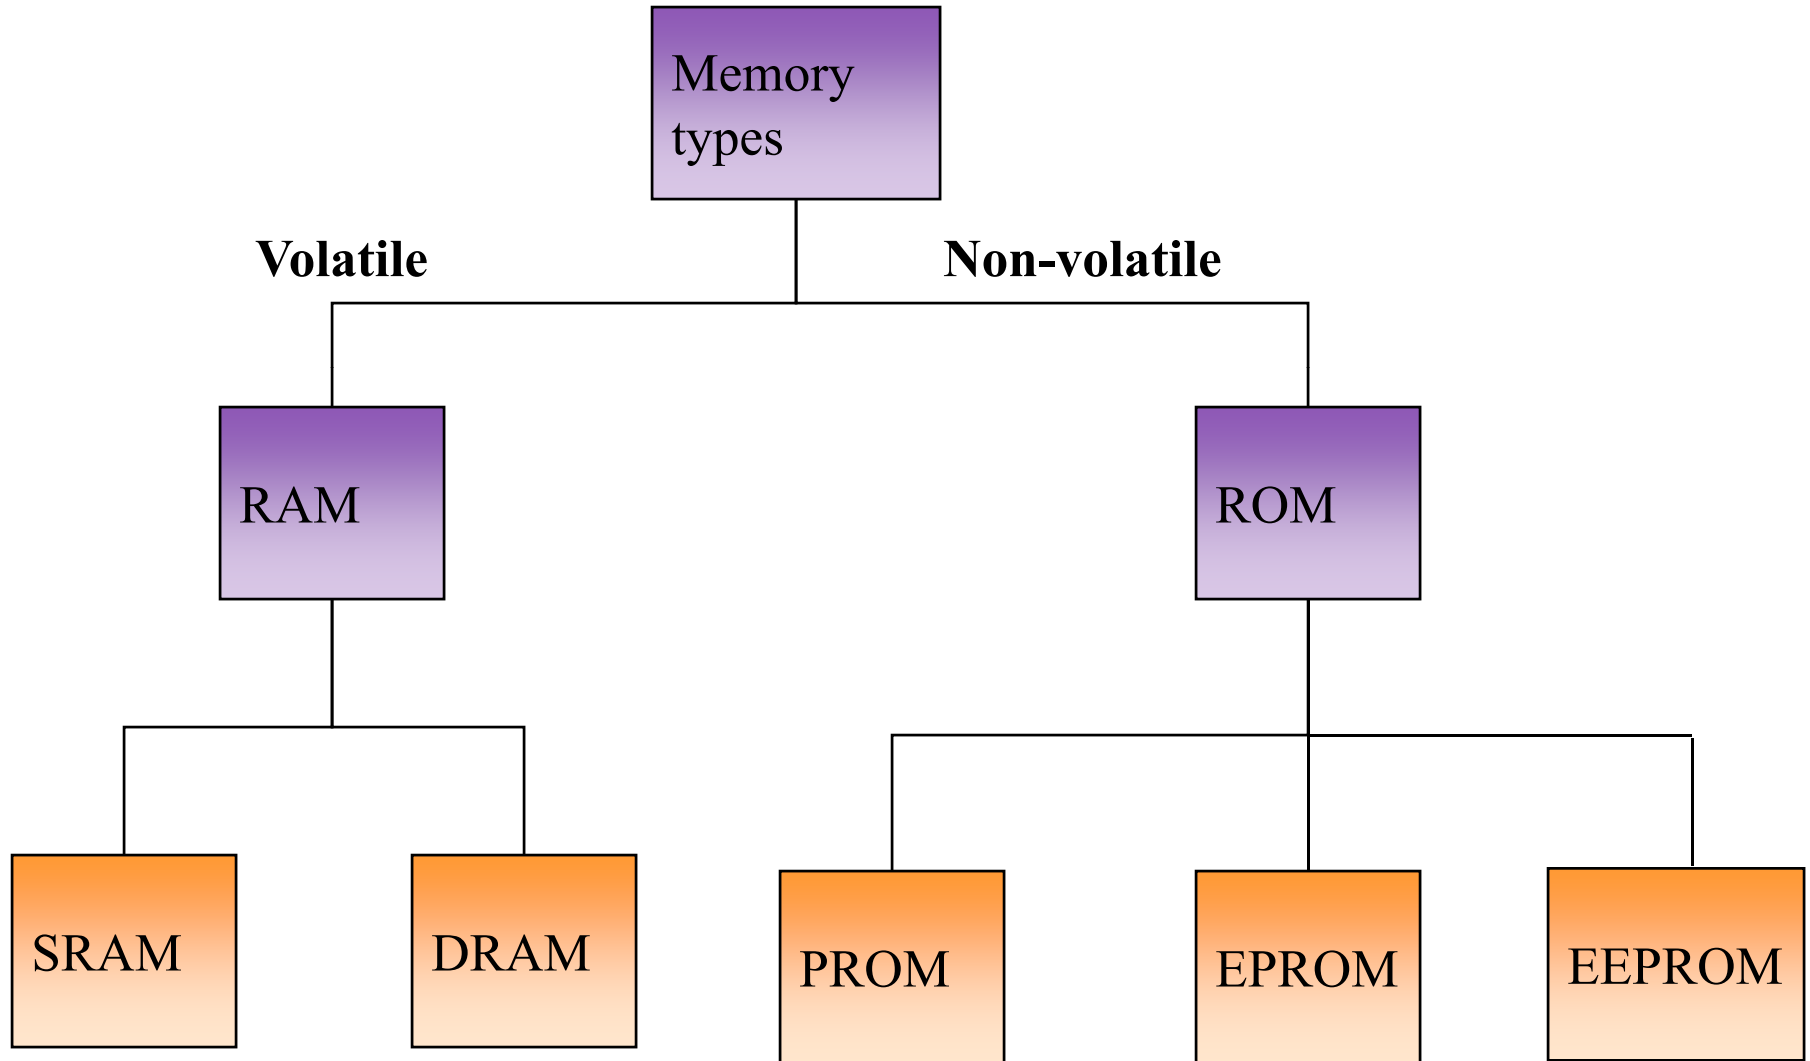 Memory
types
Volatile
Non-volatile
RAM
ROM
SRAM
DRAM
PROM
EPROM
EEPROM